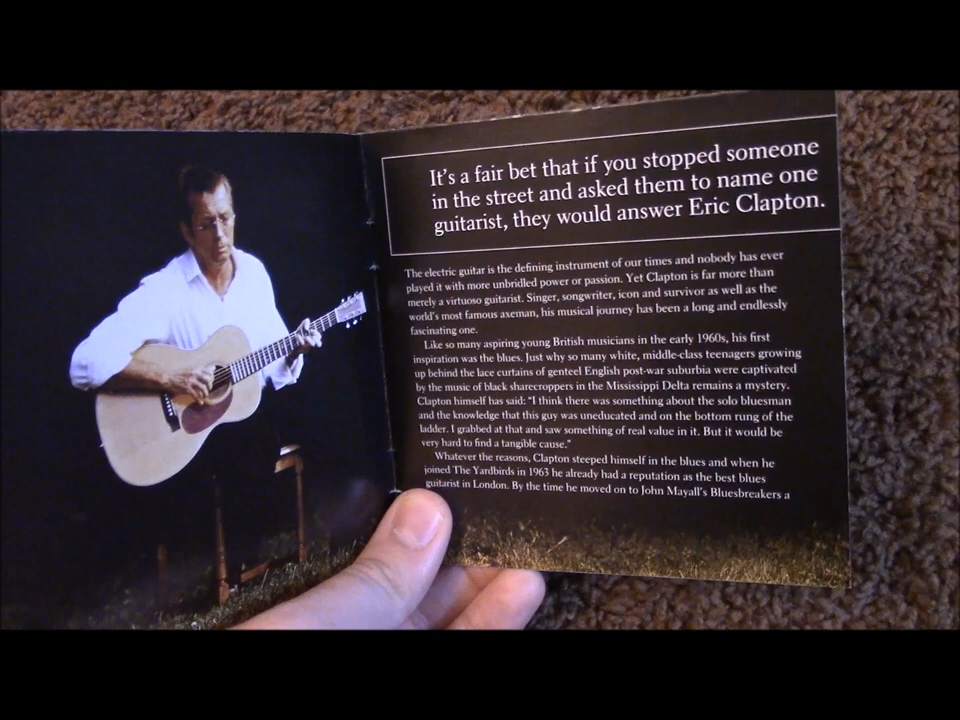 It's a fair bet that if you stopped someone
in the street and asked them to name one
guitarist, they would answer Eric Clapton.
The electric guitar is the defining instrument of our times and nobody has ever
played it with more unbridled power or passion. Yet Clapton is far more than
merely a virtuoso guitarist. Singer, songwriter, icon and survivor as well as the
world's most famous axeman, his musical journey has been a long and endlessly
fascinating one.
Like so many aspiring young British musicians in the early 1960s, his first
inspiration was the blues. Just why so many white, middle-class teenagers growing
up behind the lace curtains of genteel English post-war suburbia were captivated
by the music of black sharecroppers in the Mississippi Delta remains a mystery.
Clapton himself has said: "I think there was something about the solo bluesman
and the knowledge that this guy was uneducated and on the bottom rung of the
ladder. I grabbed at that and saw something of real value in it. But it would be
very hard to find a tangible cause."
Whatever the reasons, Clapton steeped himself in the blues and when he
joined The Yardbirds in 1963 he already had a reputation as the best blues
guitarist in London. By the time he moved on to John Mayall's Bluesbreakers a